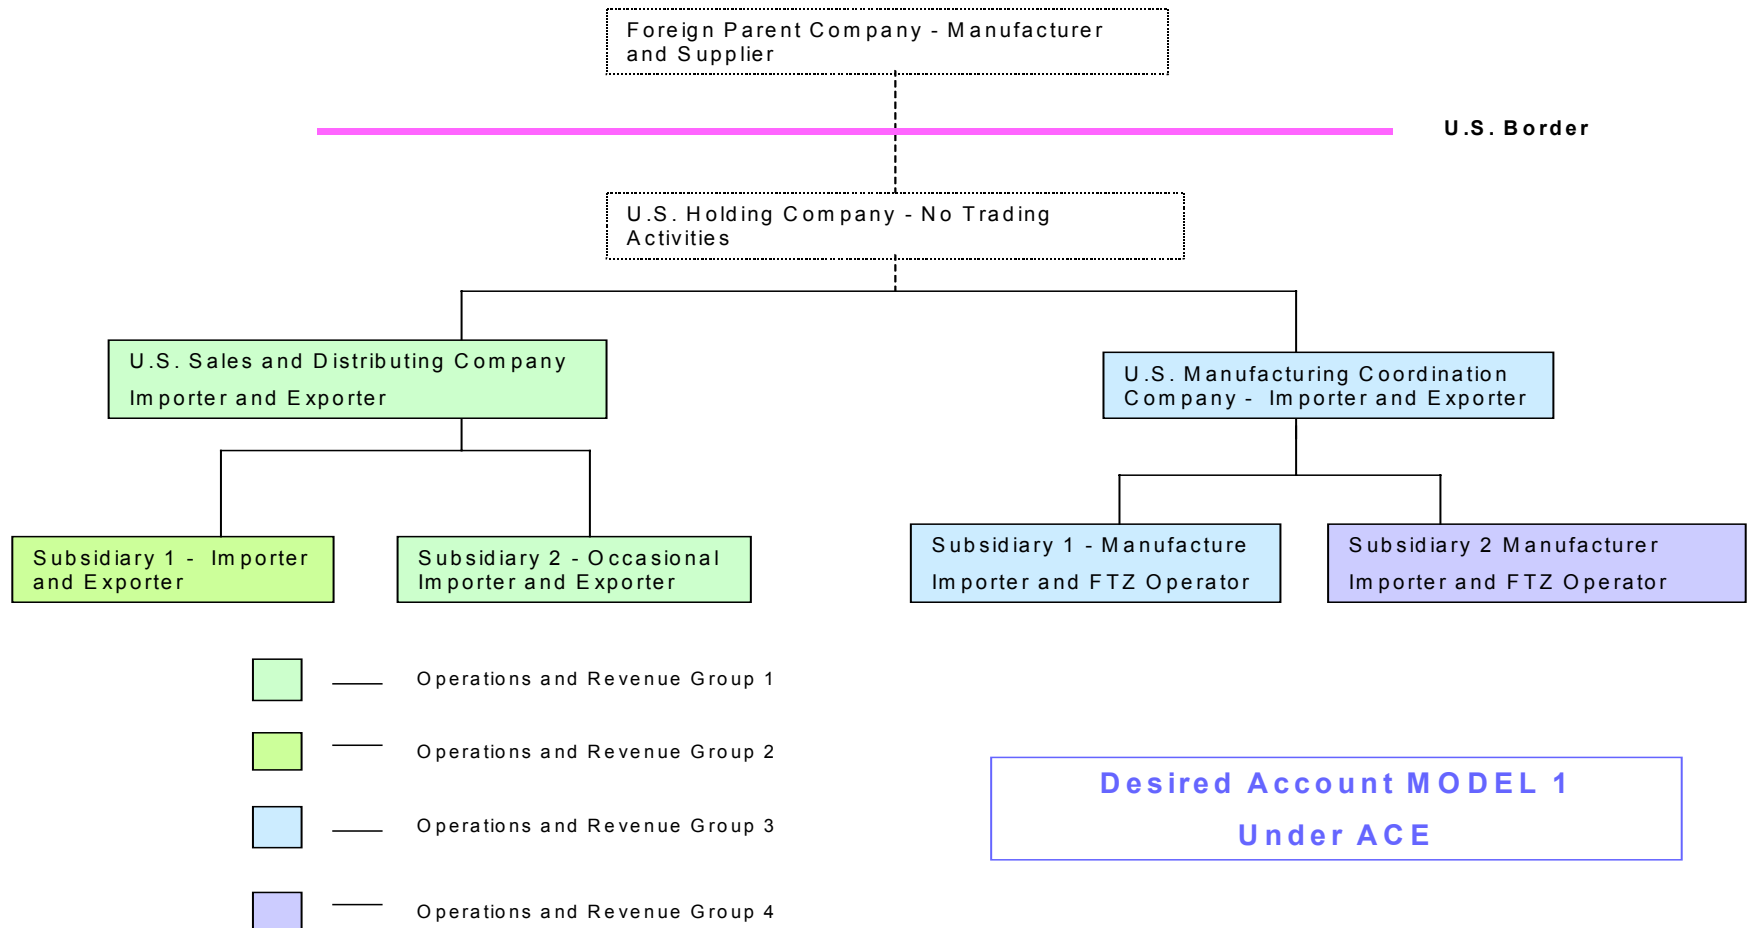 Foreign Parent Company - Manufacturer
and Supplier
U.S. Border
U.S. Holding Company - No Trading
Activities
U.S. Sales and Distributing Company
Importer and Exporter
U.S. Manufacturing Coordination
Company - Importer and Exporter
Subsidiary 1 - Importer
and Exporter
Subsidiary 2 - Occasional
Importer and Exporter
Subsidiary 1 - Manufacture
Importer and FTZ Operator
Subsidiary 2 Manufacturer
Importer and FTZ Operator
Operations and Revenue Group 1
Operations and Revenue Group 2
Operations and Revenue Group 3
Operations and Revenue Group 4
Desired Account MODEL 1
Under ACE